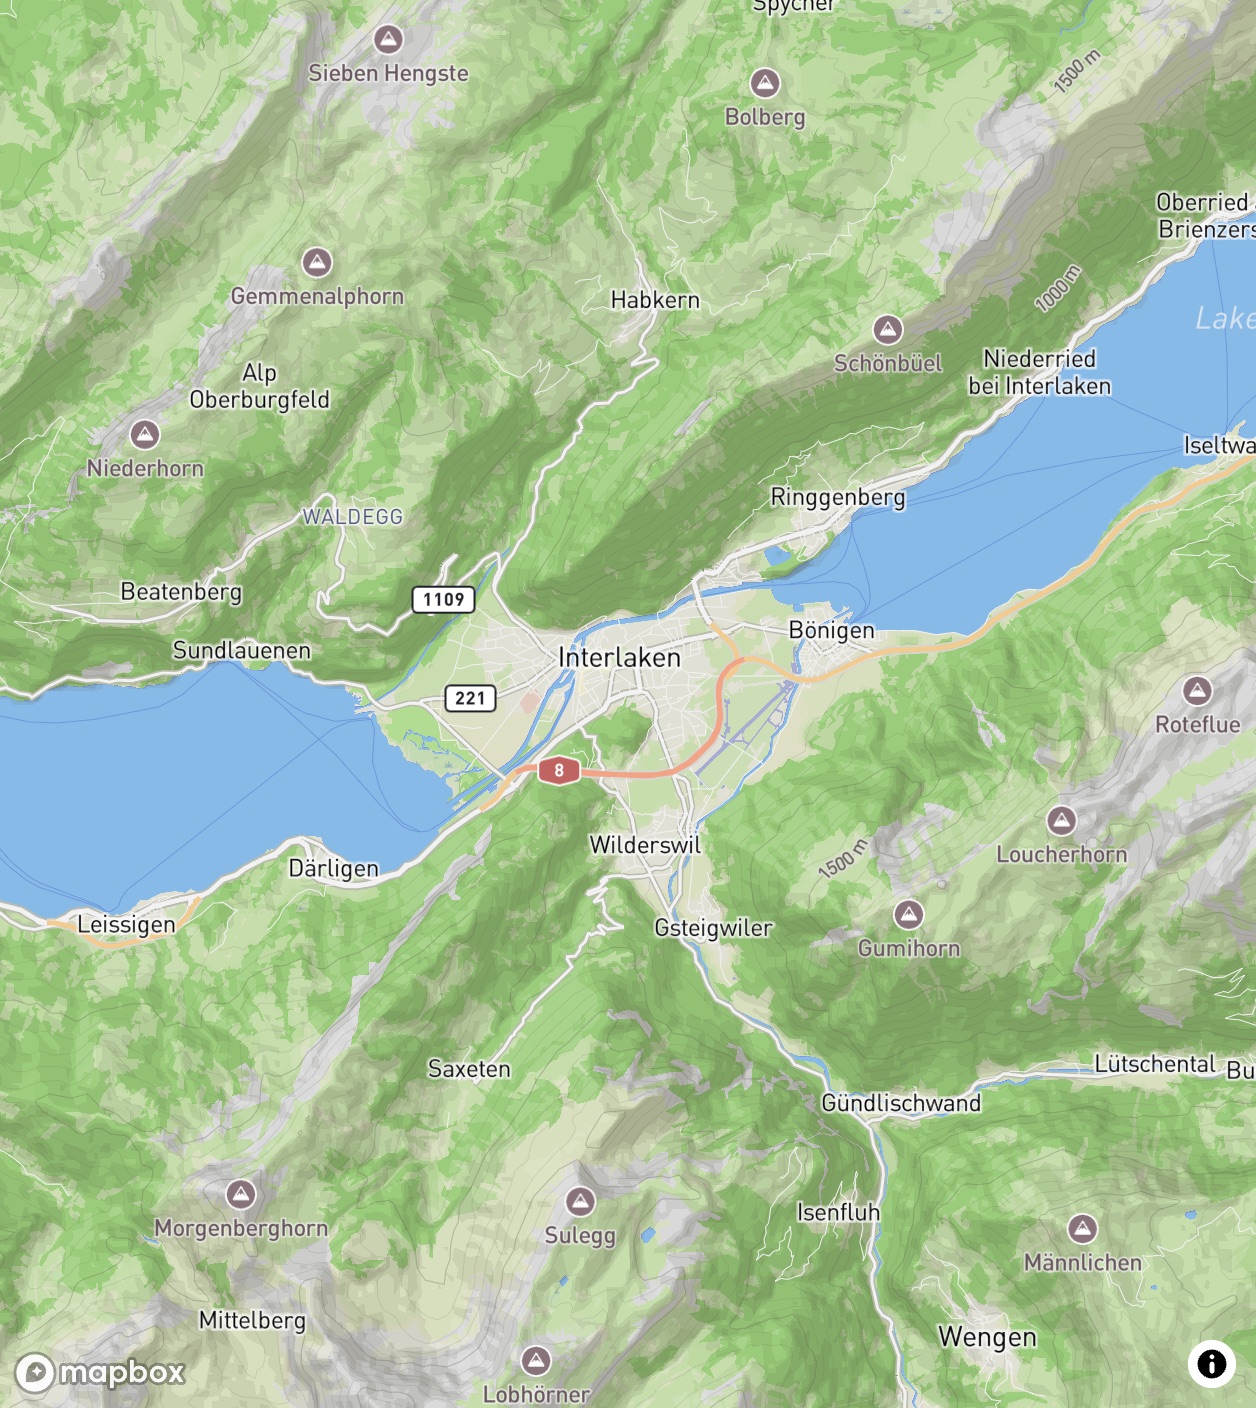 Spycher
Sieben Hengste
Bolberg
1500 m
Oberried a
Brienzers
Gemmenalphorn
1000 m
Habkern
Lake
Schönbüel
Niederried
bei Interlaken
Alp
Oberburgfeld
Niederhorn
Iseltwa
Ringgenberg
WALDEGG
Beatenberg
1109
Bönigen
Sundlauenen
Interlaken
221
Roteflue
8
Wilderswil
Loucherhorn
1500 m
Därligen
Leissigen
Gsteigwiler
Gumihorn
Saxeten
Lütschental
Bu
Gündlischwand
Isenfluh
Morgenberghorn
Sulegg
Männlichen
Mittelberg
Wengen
mapbox
i
Lobhörner